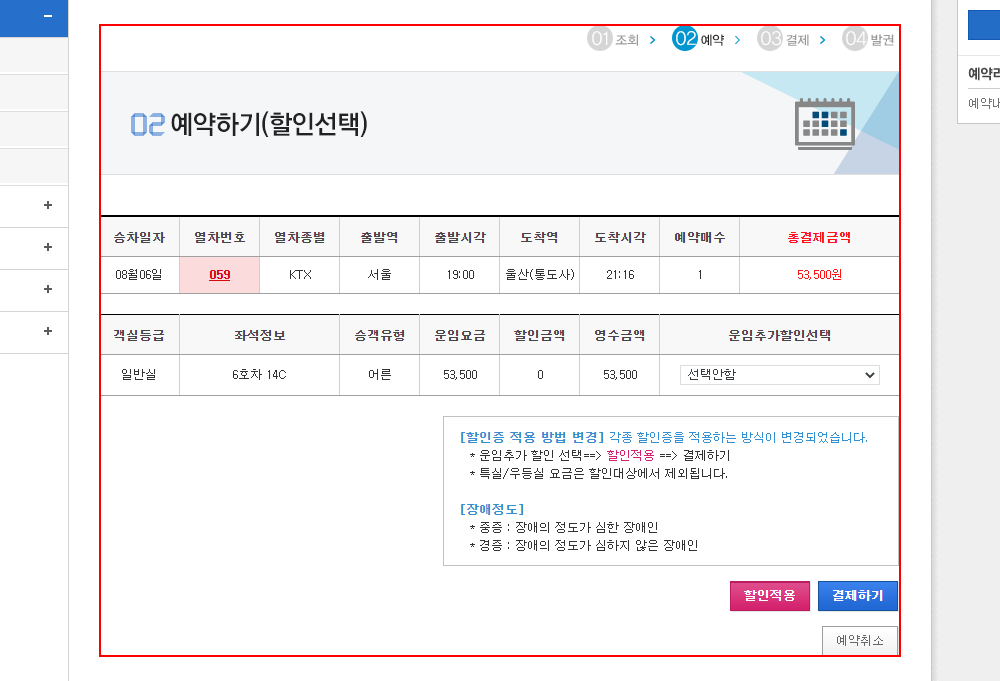 01 조회 > 02 예약 > 03 결제 > 04 발권
02 예약하기(할인선택)
승차일자 열차번호 열차종별 출발역 출발시각 도착역 도착시각 예약매수 총결제금액
08월06일 059 KTX 서울 19:00 울산(통도사) 21:16 1 53,500원
객실등급 좌석정보 승객유형 운임요금 할인금액 영수금액 운임추가할인선택
일반실 6호차 14C 어른 53,500 0 53,500 선택안함
[할인증 적용 방법 변경] 각종 할인증을 적용하는 방식이 변경되었습니다.
* 운임추가 할인 선택==> 할인적용 ==> 결제하기
* 특실/우등실 요금은 할인대상에서 제외됩니다.
[장애정도]
* 중증 : 장애의 정도가 심한 장애인
* 경증 : 장애의 정도가 심하지 않은 장애인
할인적용 결제하기
예약취소